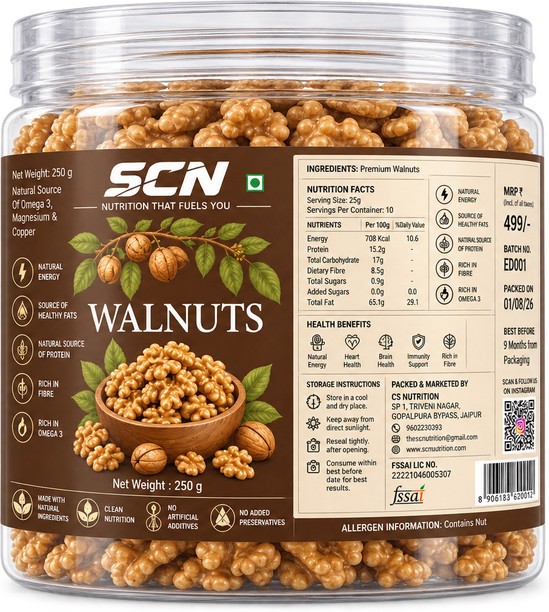 Net Weight: 250 g
Natural Source
Of Omega 3,
Magnesium &
Copper
NATURAL
ENERGY
SOURCE OF
HEALTHY FATS
NATURAL SOURCE
OF PROTEIN
RICH IN
FIBRE
RICH IN
OMEGA 3
SCN
NUTRITION THAT FUELS YOU
WALNUTS
Net Weight : 250 g
MADE WITH
NATURAL
INGREDIENTS
CLEAN
NUTRITION
NO
ARTIFICIAL
ADDITIVES
NO ADDED
PRESERVATIVES
INGREDIENTS: Premium Walnuts
NUTRITION FACTS
Serving Size: 25g
Servings Per Container: 10
NUTRIENTS Per 100g %Daily Value
Energy 708 Kcal 10.6
Protein 15.2g
Total Carbohydrate 17g
Dietary Fibre 8.5g
Total Sugars 0.9g
Added Sugars 0.0g 0.0
Total Fat 65.1g 29.1
NATURAL
ENERGY
SOURCE OF
HEALTHY FATS
NATURAL SOURCE
OF PROTEIN
RICH IN
FIBRE
RICH IN
OMEGA 3
HEALTH BENEFITS
Natural
Energy
Heart
Health
Brain
Health
Immunity
Support
Rich in
Fibre
STORAGE INSTRUCTIONS
Store in a cool
and dry place.
Keep away from
direct sunlight.
Reseal tightly.
after opening.
Consume within
best before
date for best
results.
PACKED & MARKETED BY
CS NUTRITION
SP 1, TRIVENI NAGAR,
GOPALPURA BYPASS, JAIPUR
9602230393
thescnutrition@gmail.com
www.scnutrition.com
FSSAI LIC NO.
22221046005307
fssai
ALLERGEN INFORMATION: Contains Nut
MRP ₹
(Incl. of all taxes)
499/-
BATCH NO.
ED001
PACKED ON
01/08/26
BEST BEFORE
9 Months from
Packaging
SCAN & FOLLOW US
ON INSTAGRAM
8 906183 620012